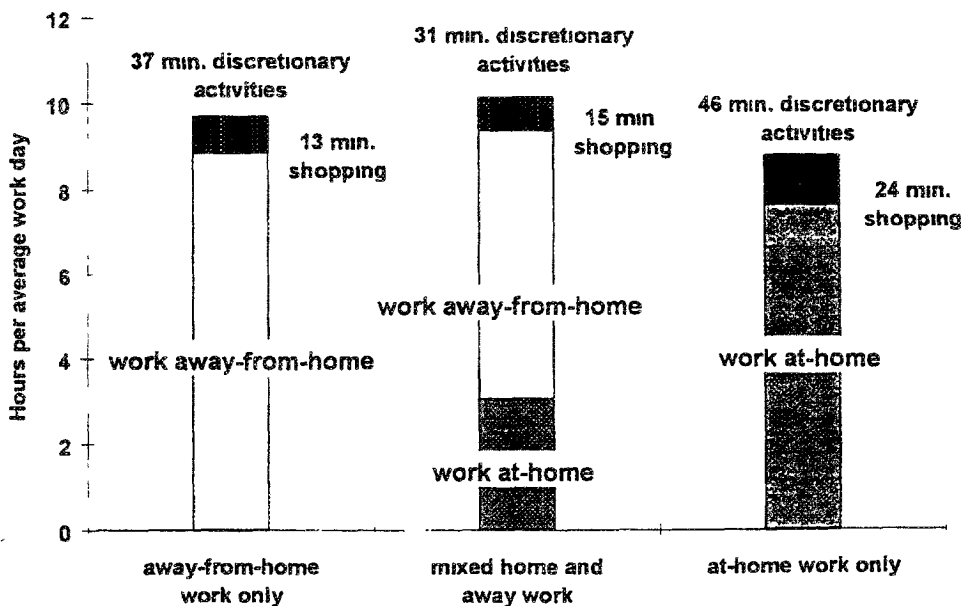 12
10
8
6
4
2
0
Hours per average work day
37 min. discretionary
activities
13 min.
shopping
work away-from-home
31 min. discretionary
activities
15 min
shopping
work away-from-home
work at-home
46 min. discretionary
activities
24 min.
shopping
work at-home
away-from-home
work only
mixed home and
away work
at-home work only